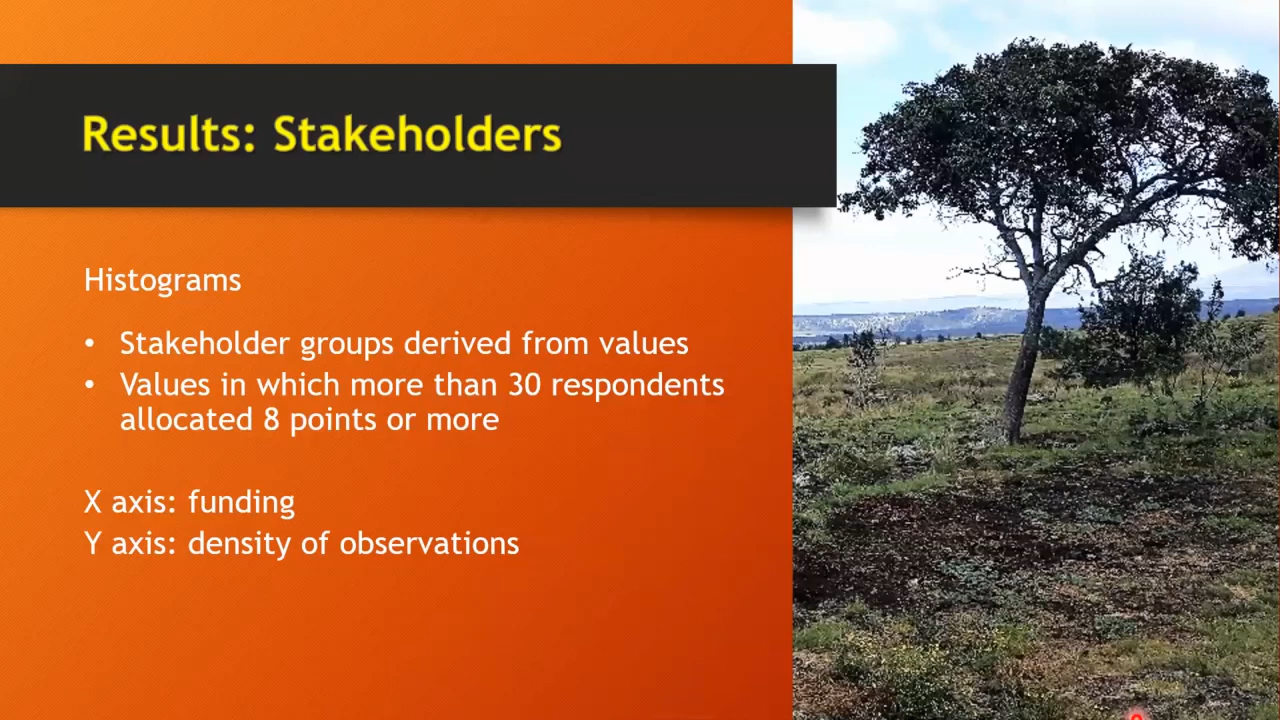 Results: Stakeholders
Histograms
• Stakeholder groups derived from values
• Values in which more than 30 respondents
allocated 8 points or more
X axis: funding
Y axis: density of observations